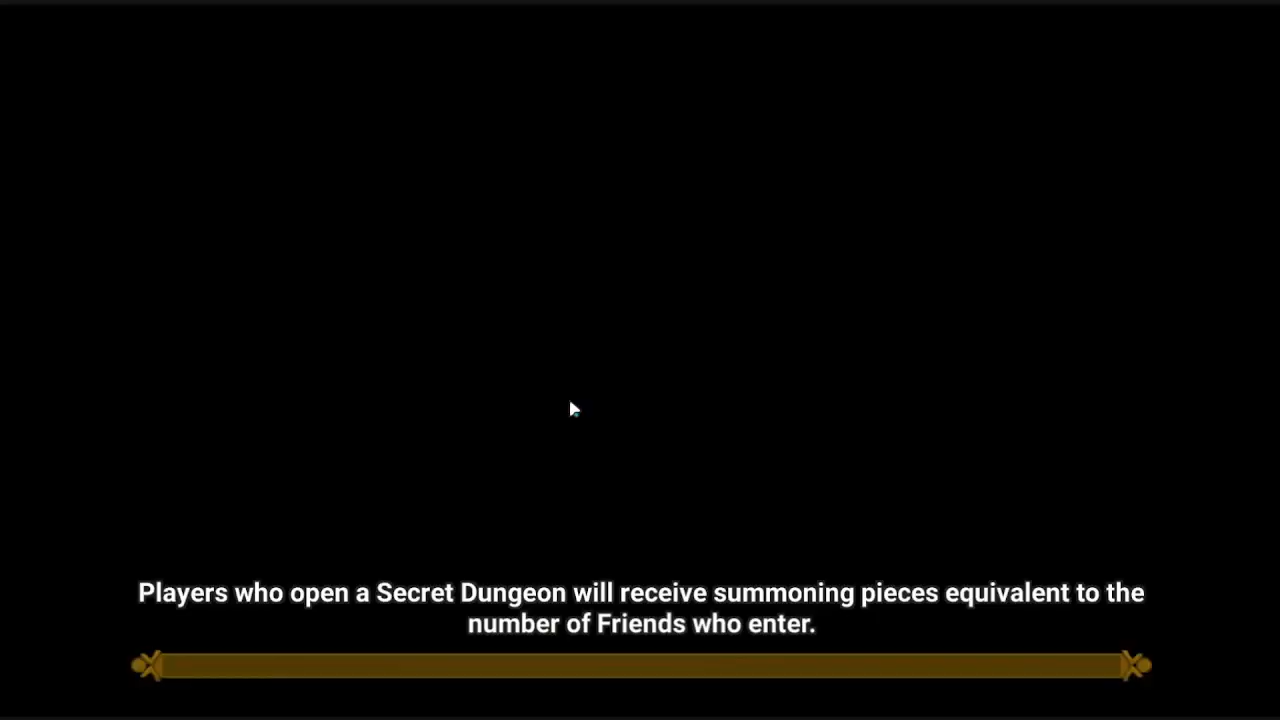 Players who open a Secret Dungeon will receive summoning pieces equivalent to the
number of Friends who enter.